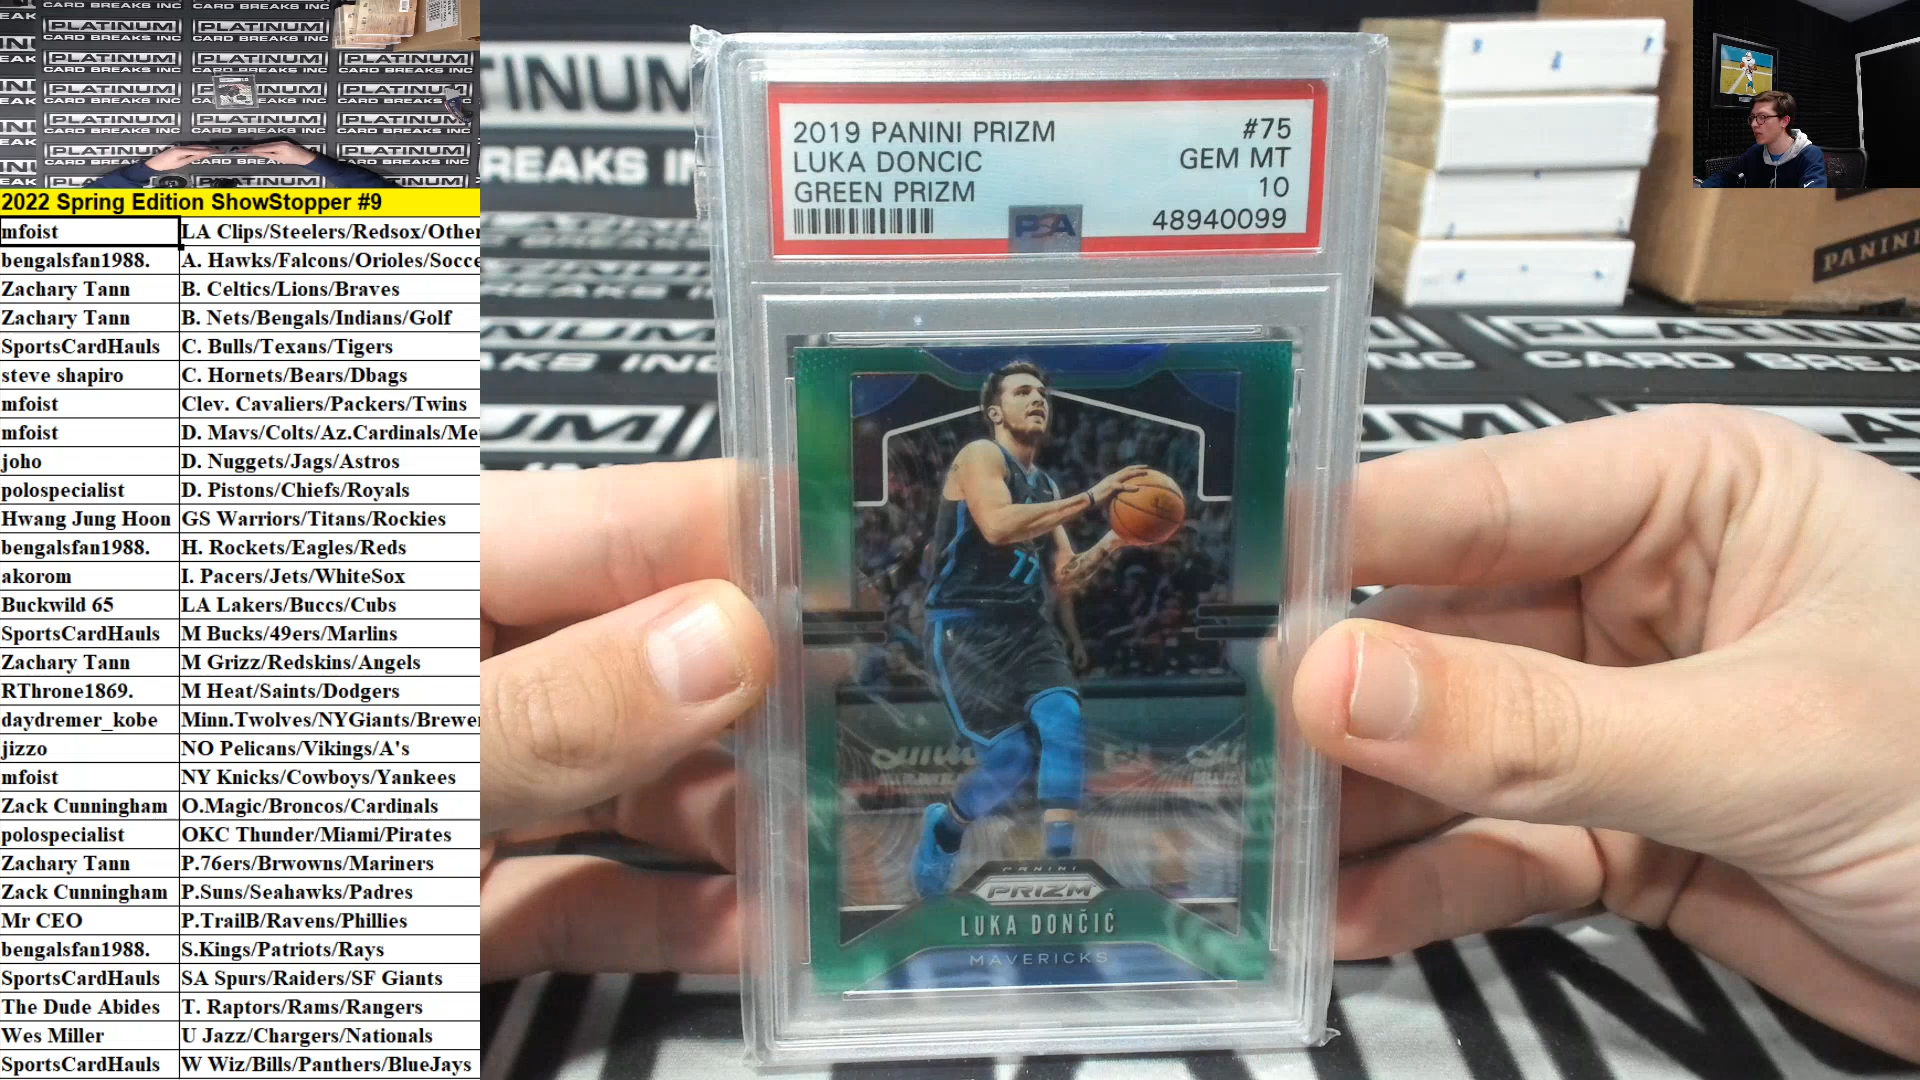 PLATINUM
CARD BREAKS INC
2022 Spring Edition ShowStopper #9
mfoist LA Clips/Steelers/Redsox/Other
bengalsfan1988. A. Hawks/Falcons/Orioles/Socce
Zachary Tann B. Celtics/Lions/Braves
Zachary Tann B. Nets/Bengals/Indians/Golf
SportsCardHauls C. Bulls/Texans/Tigers
steve shapiro C. Hornets/Bears/Dbags
mfoist Clev. Cavaliers/Packers/Twins
mfoist D. Mavs/Colts/Az.Cardinals/Me
joho D. Nuggets/Jags/Astros
polospecialist D. Pistons/Chiefs/Royals
Hwang Jung Hoon GS Warriors/Titans/Rockies
bengalsfan1988. H. Rockets/Eagles/Reds
akorom I. Pacers/Jets/WhiteSox
Buckwild 65 LA Lakers/Buccs/Cubs
SportsCardHauls M Bucks/49ers/Marlins
Zachary Tann M Grizz/Redskins/Angels
RThrone1869. M Heat/Saints/Dodgers
daydremer_kobe Minn.Twolves/NYGiants/Brewe
jizzo NO Pelicans/Vikings/A's
mfoist NY Knicks/Cowboys/Yankees
Zack Cunningham O.Magic/Broncos/Cardinals
polospecialist OKC Thunder/Miami/Pirates
Zachary Tann P.76ers/Brwowns/Mariners
Zack Cunningham P.Suns/Seahawks/Padres
Mr CEO P.TrailB/Ravens/Phillies
bengalsfan1988. S.Kings/Patriots/Rays
SportsCardHauls SA Spurs/Raiders/SF Giants
The Dude Abides T. Raptors/Rams/Rangers
Wes Miller U Jazz/Chargers/Nationals
SportsCardHauls W Wiz/Bills/Panthers/BlueJays
2019 PANINI PRIZM #75
LUKA DONCIC GEM MT
GREEN PRIZM 10
PSA 48940099
77
PANINI
PRIZM
LUKA DONČIĆ
MAVERICKS
PANINI
CARD BREA